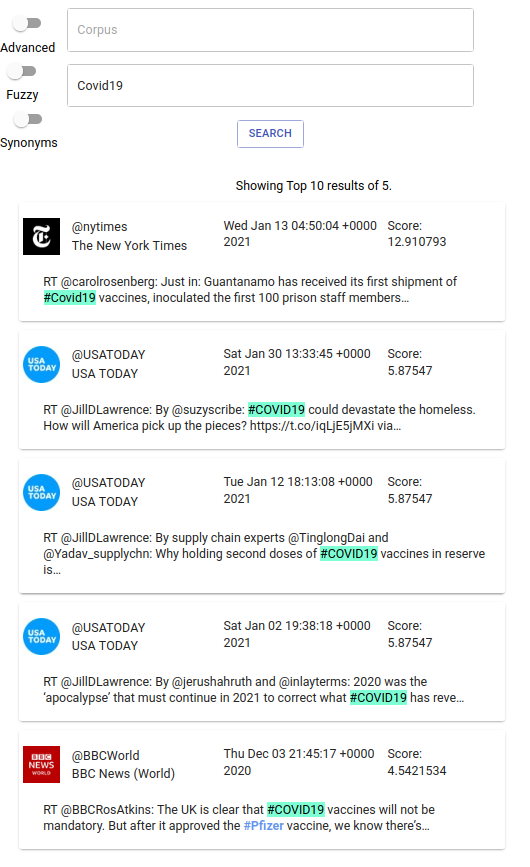 Corpus
Advanced
Covid19
Fuzzy
Synonyms
SEARCH
Showing Top 10 results of 5.
@nytimes
The New York Times
Wed Jan 13 04:50:04 +0000
2021
Score:
12.910793
RT @carolrosenberg: Just in: Guantanamo has received its first shipment of
#Covid19 vaccines, inoculated the first 100 prison staff members…
USA
TODAY
@USATODAY
USA TODAY
Sat Jan 30 13:33:45 +0000
2021
Score:
5.87547
RT @JillDLawrence: By @suzyscribe: #COVID19 could devastate the homeless.
How will America pick up the pieces? https://t.co/iqLjE5jMXi via…
USA
TODAY
@USATODAY
USA TODAY
Tue Jan 12 18:13:08 +0000
2021
Score:
5.87547
RT @JillDLawrence: By supply chain experts @TinglongDai and
@Yadav_supplychn: Why holding second doses of #COVID19 vaccines in reserve
is…
USA
TODAY
@USATODAY
USA TODAY
Sat Jan 02 19:38:18 +0000
2021
Score:
5.87547
RT @JillDLawrence: By @jerushahruth and @inlayterms: 2020 was the
‘apocalypse’ that must continue in 2021 to correct what #COVID19 has reve…
BBC
NEWS
WORLD
@BBCWorld
BBC News (World)
Thu Dec 03 21:45:17 +0000
2020
Score:
4.5421534
RT @BBCRosAtkins: The UK is clear that #COVID19 vaccines will not be
mandatory. But after it approved the #Pfizer vaccine, we know there’s…